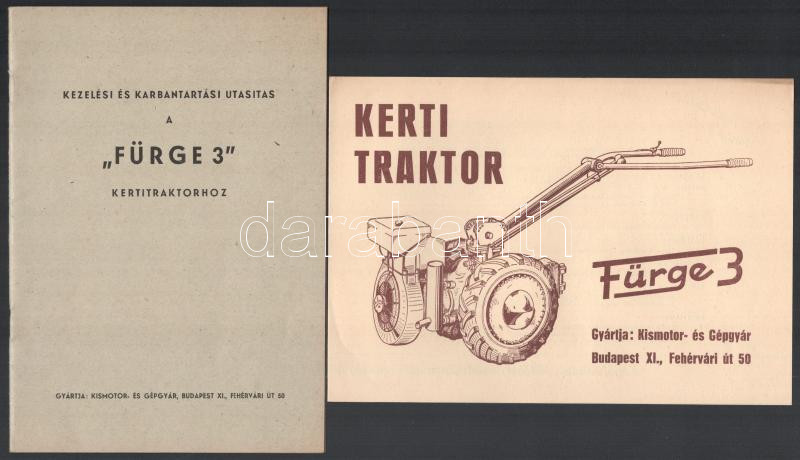 KEZELÉSI ÉS KARBANTARTÁSI UTASITAS
A
„FÜRGE 3"
KERTITRAKTORHOZ
GYÁRTJA: KISMOTOR- ÉS GÉPGYÁR, BUDAPEST XI., FEHÉRVÁRI ÚT 50
KERTI
TRAKTOR
Fürge 3
Gyártja: Kismotor- és Gépgyár
Budapest XI., Fehérvári út 50
darabanth